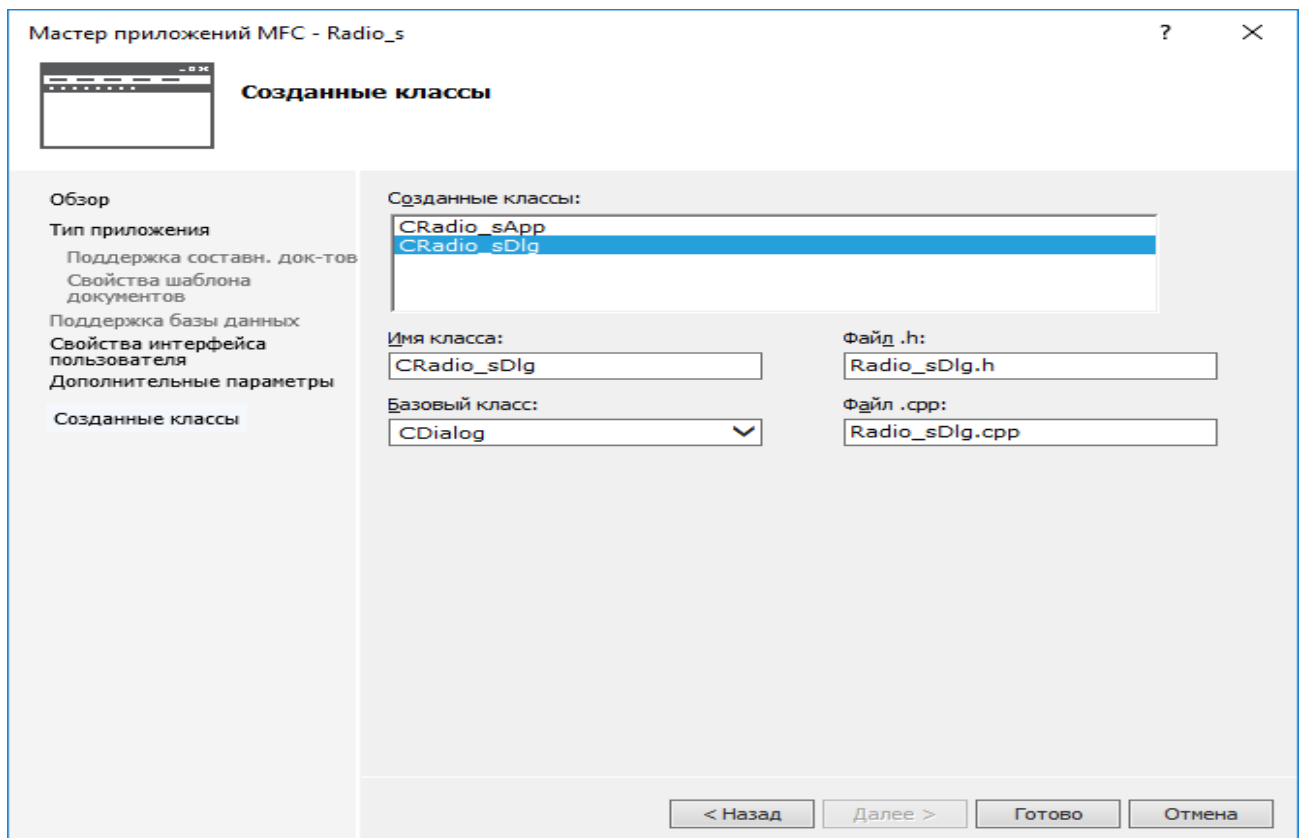 Мастер приложений MFC - Radio_s
?
Созданные классы
Обзор
Тип приложения
Поддержка составн. док-тов
Свойства шаблона
документов
Поддержка базы данных
Свойства интерфейса
пользователя
Дополнительные параметры
Созданные классы
Созданные классы:
CRadio_sApp
CRadio_sDlg
Имя класса:
CRadio_sDlg
Файл .h:
Radio_sDlg.h
Базовый класс:
CDialog
Файл .cpp:
Radio_sDlg.cpp
< Назад
Далее >
Готово
Отмена